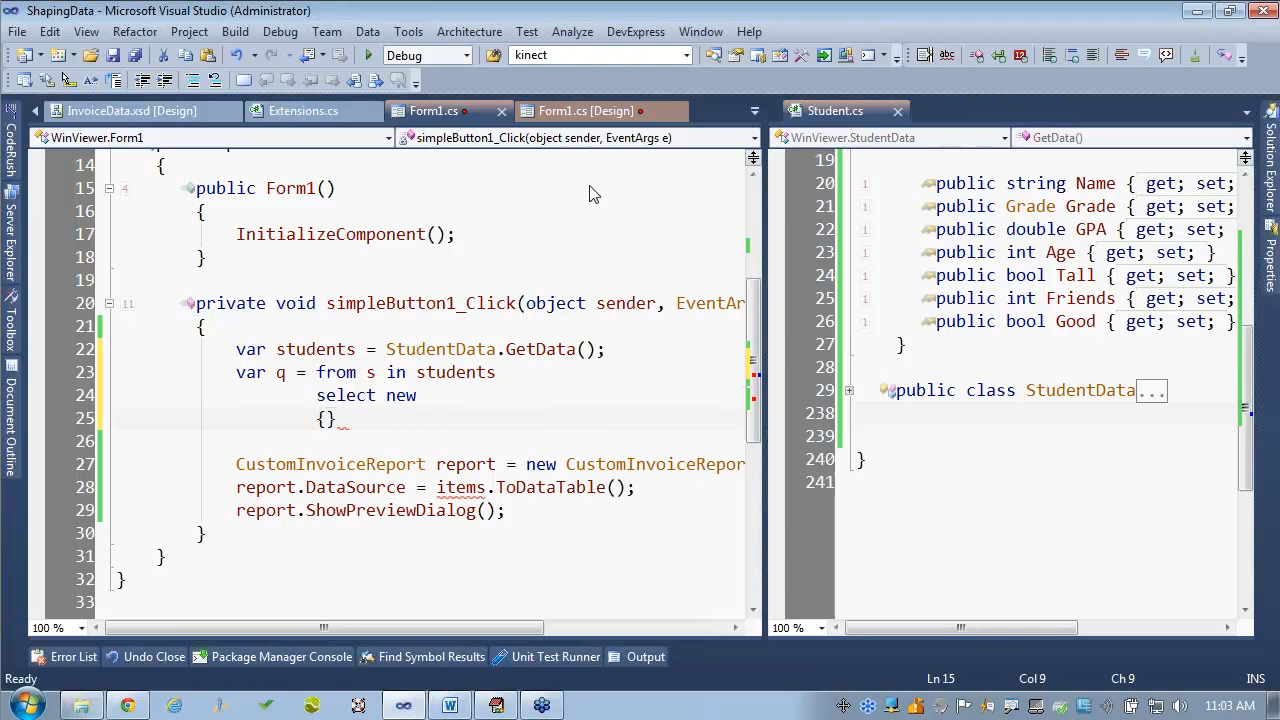 ShapingData - Microsoft Visual Studio (Administrator)
File Edit View Refactor Project Build Debug Team Data Tools Architecture Test Analyze DevExpress Window Help
Debug kinect
InvoiceData.xsd [Design] Extensions.cs Form1.cs Form1.cs [Design] Student.cs
WinViewer.Form1 simpleButton1_Click(object sender, EventArgs e) WinViewer.StudentData GetData()
14 {
15 4 public Form1()
16 {
17 InitializeComponent();
18 }
19
20 11 private void simpleButton1_Click(object sender, EventAr
21 {
22 var students = StudentData.GetData();
23 var q = from s in students
24 select new
25 {}
26
27 CustomInvoiceReport report = new CustomInvoiceRepor
28 report.DataSource = items.ToDataTable();
29 report.ShowPreviewDialog();
30 }
31 }
32 }
33
19
20 1 public string Name { get; set;
21 1 public Grade Grade { get; set;
22 1 public double GPA { get; set;
23 1 public int Age { get; set; }
24 1 public bool Tall { get; set; }
25 1 public int Friends { get; set;
26 1 public bool Good { get; set; }
27 }
28
29 public class StudentData...
238
239
240 }
241
CodeRush
Server Explorer
Toolbox
Document Outline
Solution Explorer
Properties
100 % 100 %
Error List Undo Close Package Manager Console Find Symbol Results Unit Test Runner Output
Ready Ln 15 Col 9 Ch 9 INS
11:03 AM